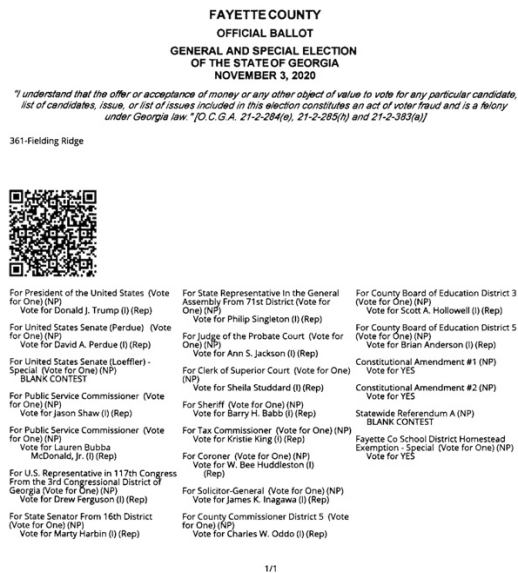 FAYETTE COUNTY
OFFICIAL BALLOT
GENERAL AND SPECIAL ELECTION
OF THE STATE OF GEORGIA
NOVEMBER 3, 2020
"I understand that the offer or acceptance of money or any other object of value to vote for any particular candidate,
list of candidates, issue, or list of issues included in this election constitutes an act of voter fraud and is a felony
under Georgia law." [O.C.G.A. 21-2-284(e), 21-2-285(h) and 21-2-383(a)]
361-Fielding Ridge
For President of the United States (Vote
for One) (NP)
Vote for Donald J. Trump (I) (Rep)
For United States Senate (Perdue) (Vote
for One) (NP)
Vote for David A. Perdue (I) (Rep)
For United States Senate (Loeffler) -
Special (Vote for One) (NP)
BLANK CONTEST
For Public Service Commissioner (Vote
for One) (NP)
Vote for Jason Shaw (I) (Rep)
For Public Service Commissioner (Vote
for One) (NP)
Vote for Lauren Bubba
McDonald, Jr. (I) (Rep)
For U.S. Representative in 117th Congress
From the 3rd Congressional District of
Georgia (Vote for One) (NP)
Vote for Drew Ferguson (I) (Rep)
For State Senator From 16th District
(Vote for One) (NP)
Vote for Marty Harbin (I) (Rep)
For State Representative In the General
Assembly From 71st District (Vote for
One) (NP)
Vote for Philip Singleton (I) (Rep)
For Judge of the Probate Court (Vote for
One) (NP)
Vote for Ann S. Jackson (I) (Rep)
For Clerk of Superior Court (Vote for One)
(NP)
Vote for Sheila Studdard (I) (Rep)
For Sheriff (Vote for One) (NP)
Vote for Barry H. Babb (I) (Rep)
For Tax Commissioner (Vote for One) (NP)
Vote for Kristie King (I) (Rep)
For Coroner (Vote for One) (NP)
Vote for W. Bee Huddleston (I)
(Rep)
For Solicitor-General (Vote for One) (NP)
Vote for James K. Inagawa (I) (Rep)
For County Commissioner District 5 (Vote
for One) (NP)
Vote for Charles W. Oddo (I) (Rep)
For County Board of Education District 3
(Vote for One) (NP)
Vote for Scott A. Hollowell (I) (Rep)
For County Board of Education District 5
(Vote for One) (NP)
Vote for Brian Anderson (I) (Rep)
Constitutional Amendment #1 (NP)
Vote for YES
Constitutional Amendment #2 (NP)
Vote for YES
Statewide Referendum A (NP)
BLANK CONTEST
Fayette Co School District Homestead
Exemption - Special (Vote for One) (NP)
Vote for YES
1/1